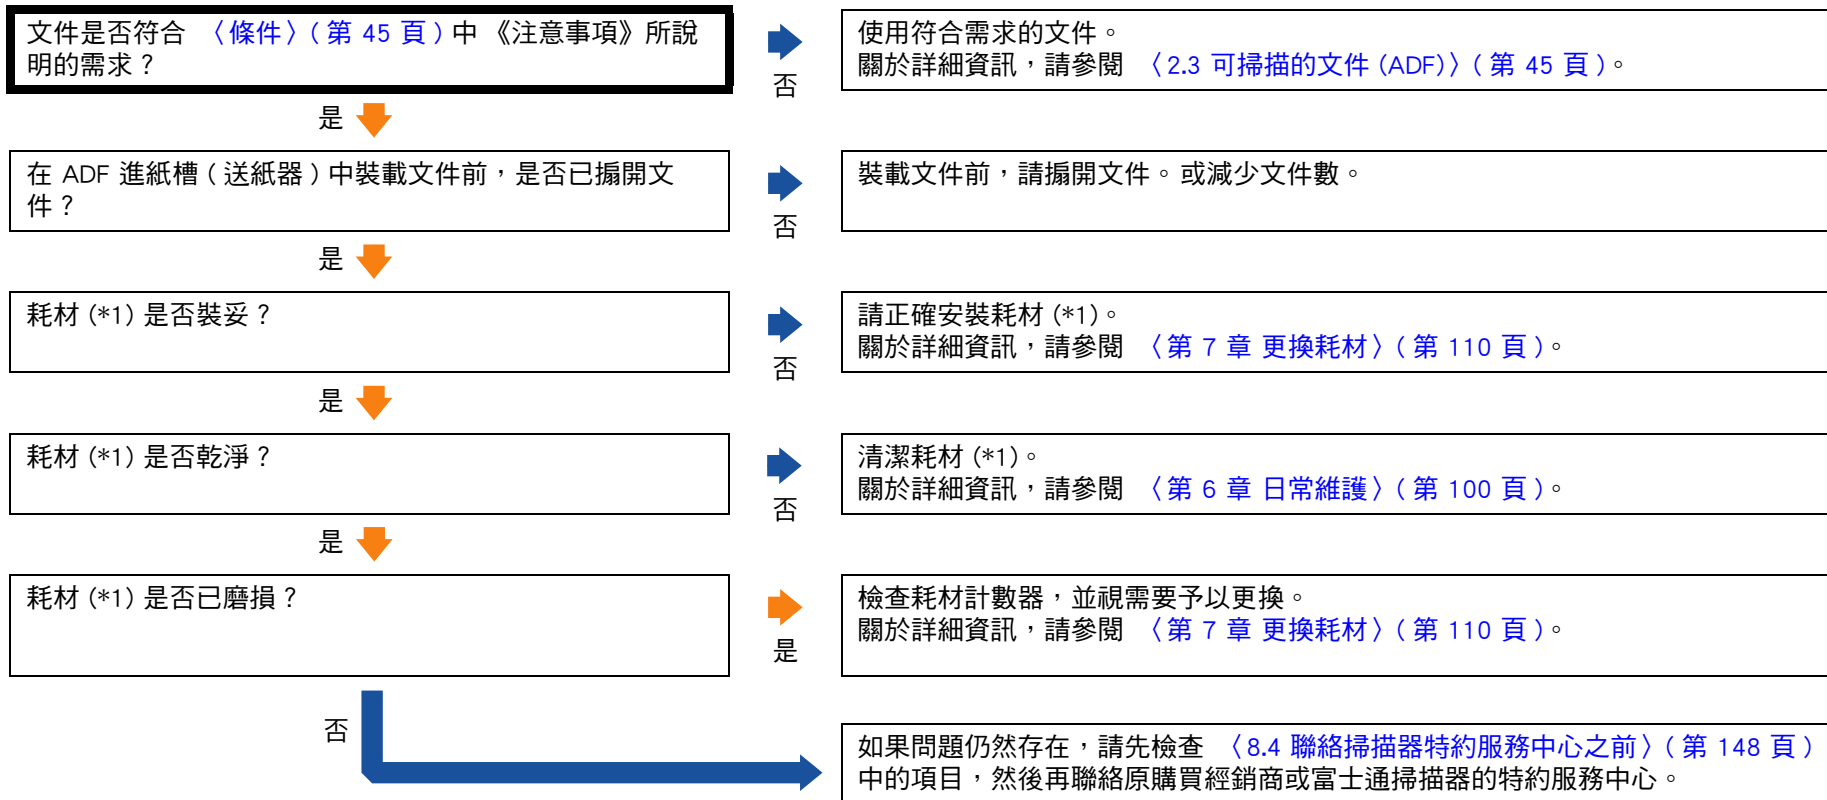 文件是否符合 〈條件〉( 第 45 頁 ) 中 《注意事項》所說
明的需求？
否
使用符合需求的文件。
關於詳細資訊，請參閱 〈2.3 可掃描的文件 (ADF)〉( 第 45 頁 )。
是
在 ADF 進紙槽 ( 送紙器 ) 中裝載文件前，是否已搧開文
件？
否
裝載文件前，請搧開文件。或減少文件數。
是
耗材 (*1) 是否裝妥？
否
請正確安裝耗材 (*1)。
關於詳細資訊，請參閱 〈第 7 章 更換耗材〉( 第 110 頁 )。
是
耗材 (*1) 是否乾淨？
否
清潔耗材 (*1)。
關於詳細資訊，請參閱 〈第 6 章 日常維護〉( 第 100 頁 )。
是
耗材 (*1) 是否已磨損？
是
檢查耗材計數器，並視需要予以更換。
關於詳細資訊，請參閱 〈第 7 章 更換耗材〉( 第 110 頁 )。
否
如果問題仍然存在，請先檢查 〈8.4 聯絡掃描器特約服務中心之前〉( 第 148 頁 )
中的項目，然後再聯絡原購買經銷商或富士通掃描器的特約服務中心。